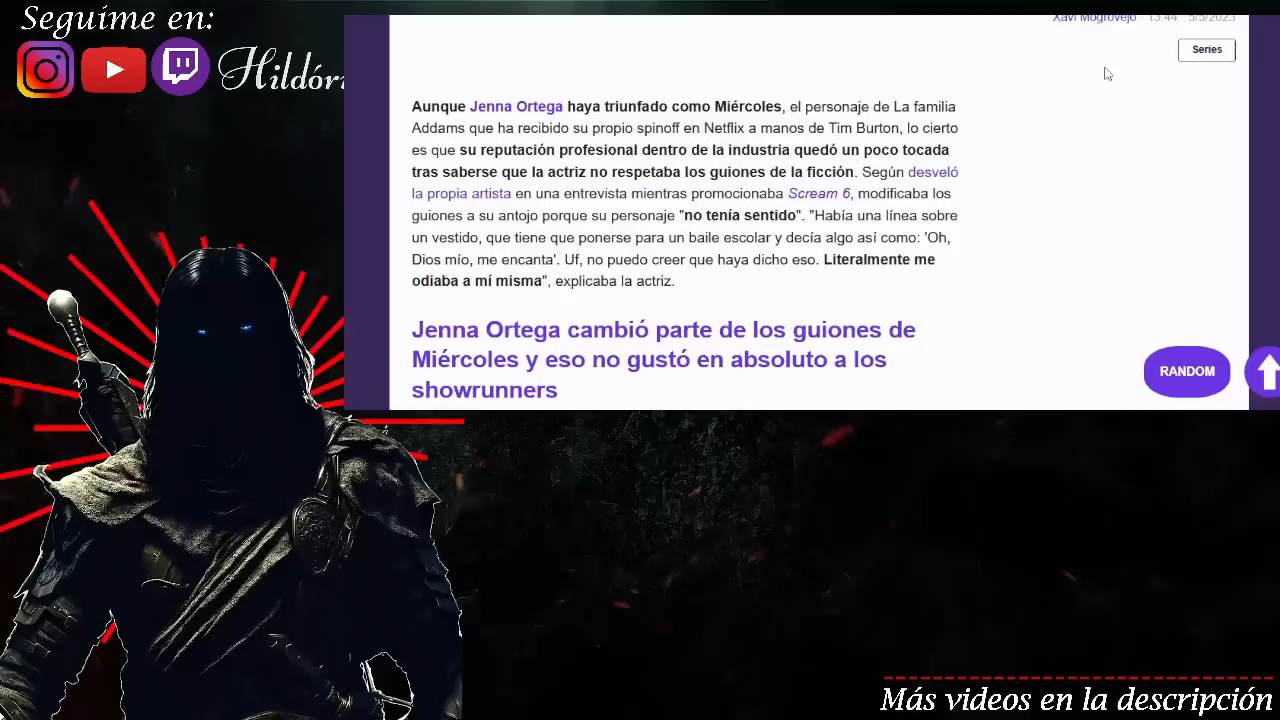 Seguíme en:
Hildóri
Xavi Mogrovejo · 13:44 · 5/5/2023
Series
Aunque Jenna Ortega haya triunfado como Miércoles, el personaje de La familia
Addams que ha recibido su propio spinoff en Netflix a manos de Tim Burton, lo cierto
es que su reputación profesional dentro de la industria quedó un poco tocada
tras saberse que la actriz no respetaba los guiones de la ficción. Según desveló
la propia artista en una entrevista mientras promocionaba Scream 6, modificaba los
guiones a su antojo porque su personaje "no tenía sentido". "Había una línea sobre
un vestido, que tiene que ponerse para un baile escolar y decía algo así como: 'Oh,
Dios mío, me encanta'. Uf, no puedo creer que haya dicho eso. Literalmente me
odiaba a mí misma", explicaba la actriz.
Jenna Ortega cambió parte de los guiones de
Miércoles y eso no gustó en absoluto a los
showrunners
RANDOM
Más videos en la descripción